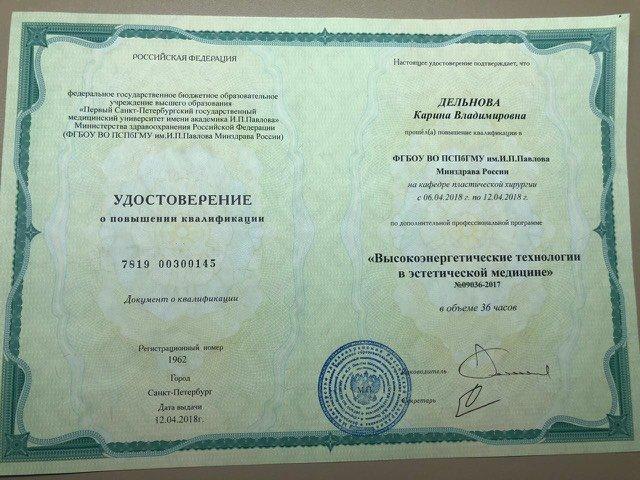 РОССИЙСКАЯ ФЕДЕРАЦИЯ
федеральное государственное бюджетное образовательное
учреждение высшего образования
«Первый Санкт-Петербургский государственный
медицинский университет имени академика И.П.Павлова»
Министерства здравоохранения Российской Федерации
(ФГБОУ ВО ПСПбГМУ им.И.П.Павлова Минздрава России)
УДОСТОВЕРЕНИЕ
о повышении квалификации
7819 00300145
Документ о квалификации
Регистрационный номер
1962
Город
Санкт-Петербург
Дата выдачи
12.04.2018г.
Настоящее удостоверение подтверждает, что
ДЕЛЬНОВА
Карина Владимировна
прошёл(а) повышение квалификации в
ФГБОУ ВО ПСПбГМУ им.И.П.Павлова
Минздрава России
на кафедре пластической хирургии
с 06.04.2018 г. по 12.04.2018 г.
по дополнительной профессиональной программе
«Высокоэнергетические технологии
в эстетической медицине»
№09036-2017
в объеме 36 часов
Руководитель
Секретарь